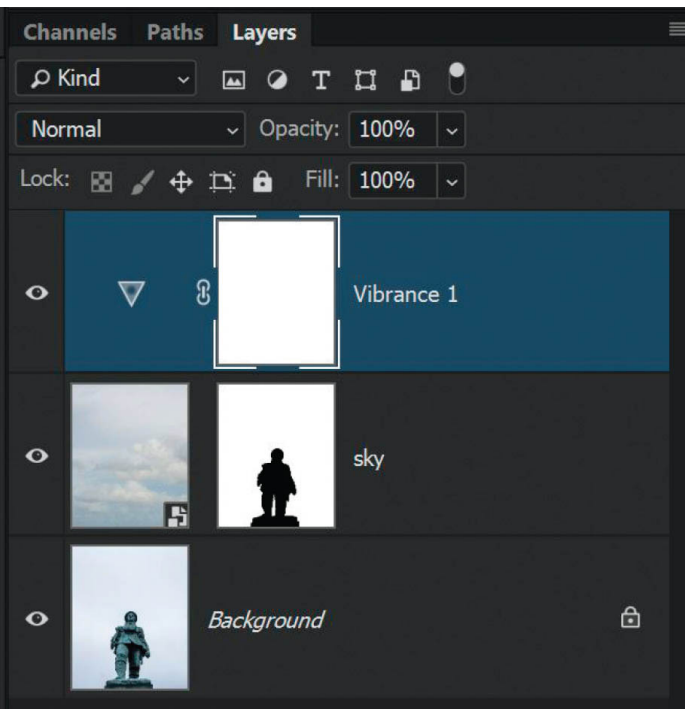 Channels Paths Layers
Kind
Normal Opacity: 100%
Lock: Fill: 100%
Vibrance 1
sky
Background